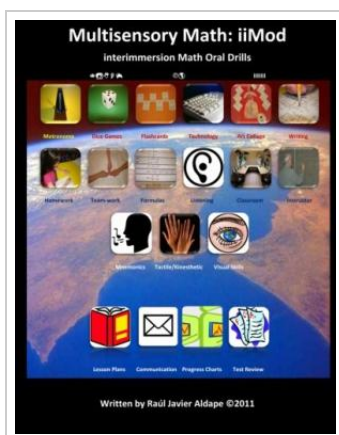 Multisensory Math: iiMod
interimmersion Math Oral Drills
Metronome Dice Games Flashcards Technology Art Collage Writing
Homework Team-work Formulas Listening Classroom
Mnemonics Tactile/Kinesthetic Visual Skills
Lesson Plans Communication Progress Charts Test Review
Written by Raúl Javier Aldape ©2011